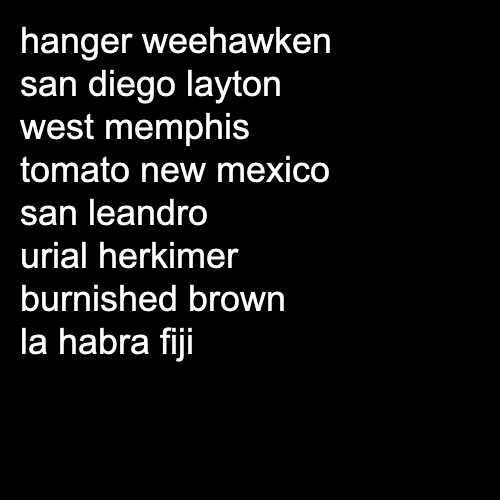 hanger weehawken
san diego layton
west memphis
tomato new mexico
san leandro
urial herkimer
burnished brown
la habra fiji